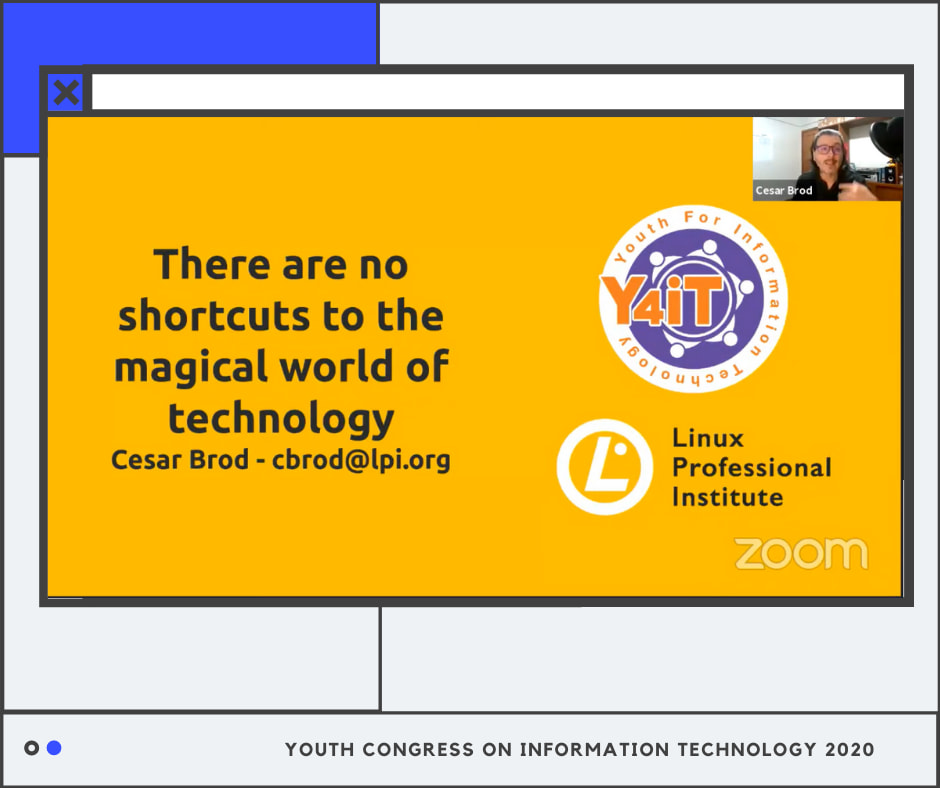 Cesar Brod
There are no
shortcuts to the
magical world of
technology
Cesar Brod - cbrod@lpi.org
Youth For Information Technology
Y4iT
L
Linux
Professional
Institute
zoom
YOUTH CONGRESS ON INFORMATION TECHNOLOGY 2020